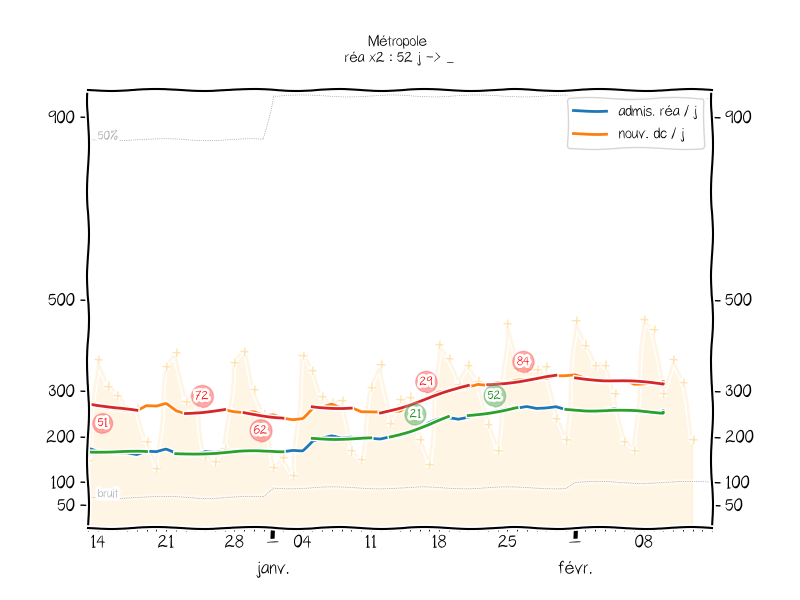 Métropole
réa x2 : 52 j -> _
admis. réa / j
nouv. dc / j
50%
bruit
900
500
300
200
100
50
900
500
300
200
100
50
51
72
62
29
21
52
84
14 21 28 04 11 18 25 08
janv. févr.